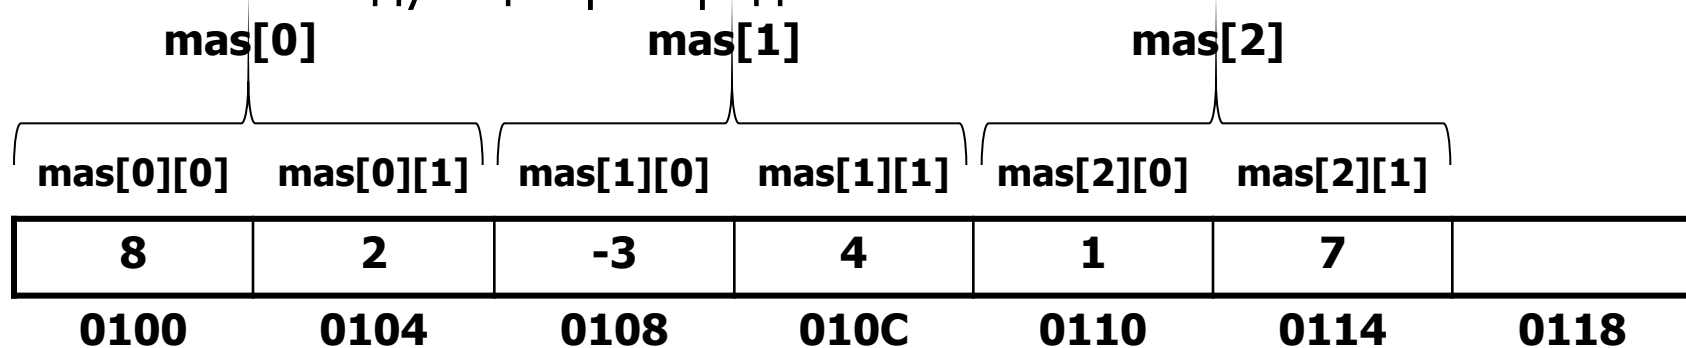 mas[0] mas[1] mas[2]
mas[0][0] mas[0][1] mas[1][0] mas[1][1] mas[2][0] mas[2][1]
8 2 -3 4 1 7
0100 0104 0108 010C 0110 0114 0118